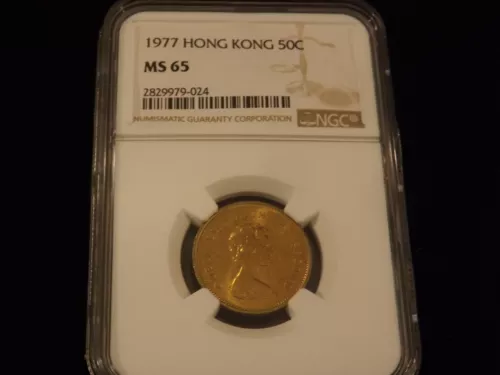 1977 HONG KONG 50C
MS 65
2829979-024
NUMISMATIC GUARANTY CORPORATION
NGC